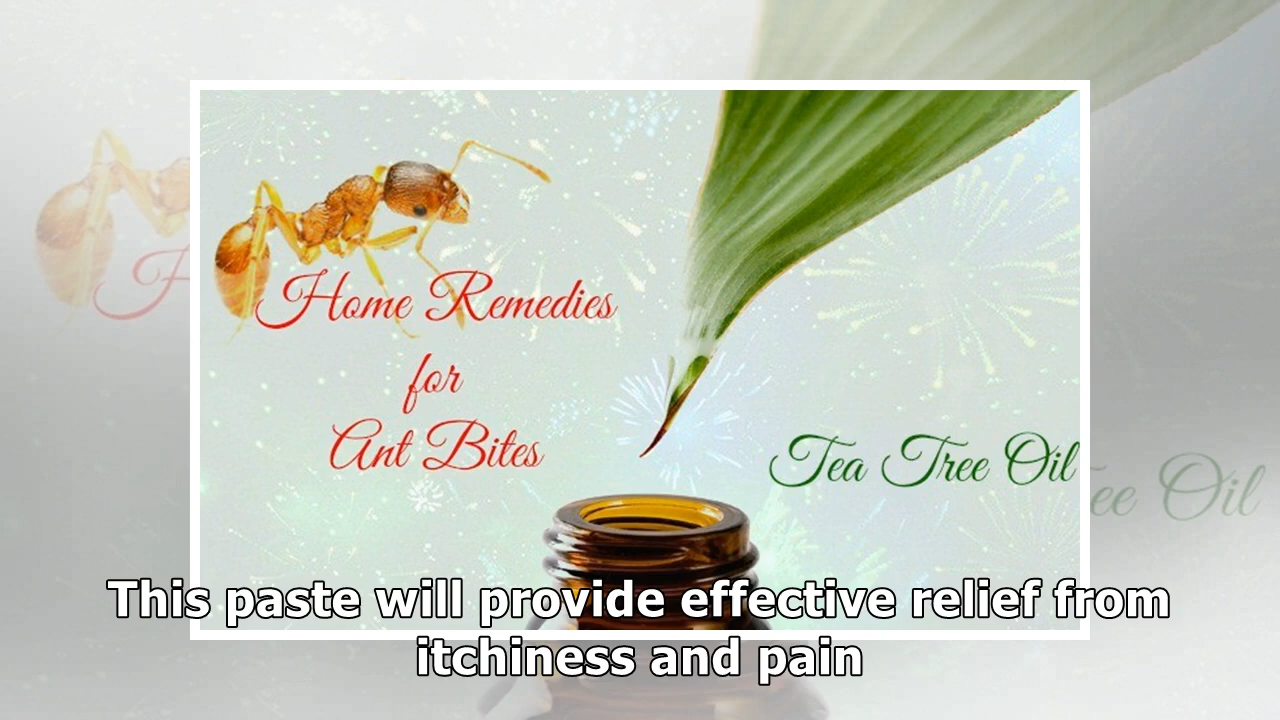 Home Remedies
for
Ant Bites
Tea Tree Oil
This paste will provide effective relief from
itchiness and pain